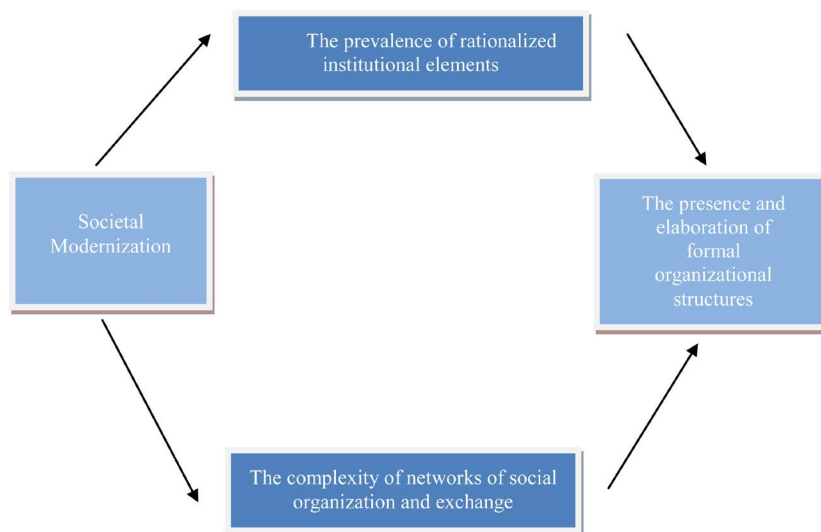 The prevalence of rationalized
institutional elements
Societal
Modernization
The presence and
elaboration of
formal
organizational
structures
The complexity of networks of social
organization and exchange